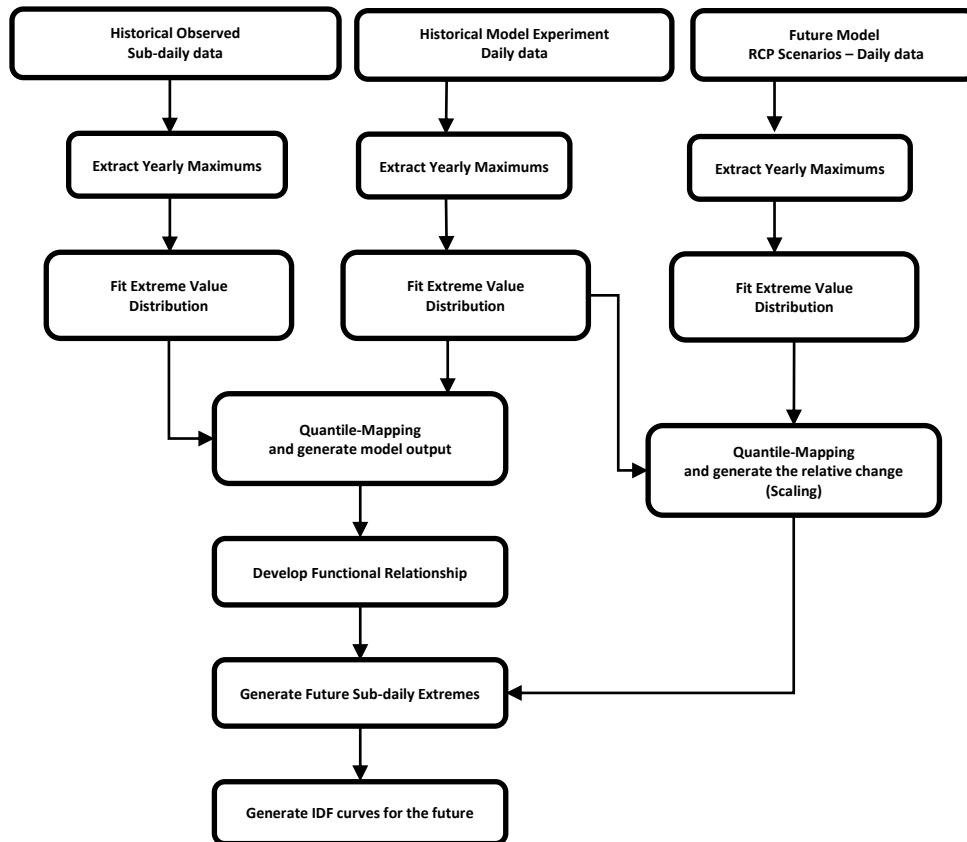 Historical Observed
Sub-daily data
Historical Model Experiment
Daily data
Future Model
RCP Scenarios – Daily data
Extract Yearly Maximums
Extract Yearly Maximums
Extract Yearly Maximums
Fit Extreme Value
Distribution
Fit Extreme Value
Distribution
Fit Extreme Value
Distribution
Quantile-Mapping
and generate model output
Quantile-Mapping
and generate the relative change
(Scaling)
Develop Functional Relationship
Generate Future Sub-daily Extremes
Generate IDF curves for the future